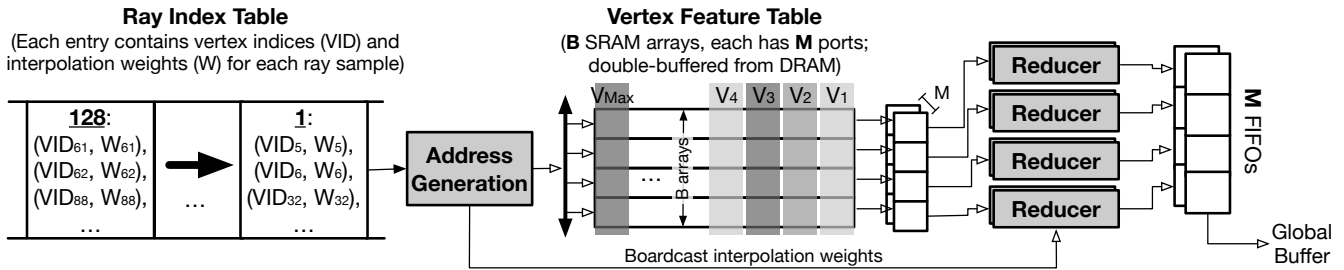 Ray Index Table
(Each entry contains vertex indices (VID) and
interpolation weights (W) for each ray sample)
128:
(VID61, W61),
(VID62, W62),
(VID88, W88),
...
...
1:
(VID5, W5),
(VID6, W6),
(VID32, W32),
...
Address
Generation
Vertex Feature Table
(B SRAM arrays, each has M ports;
double-buffered from DRAM)
VMax
V4
V3
V2
V1
...
B arrays
M
Reducer
Reducer
Reducer
Reducer
M FIFOs
Boardcast interpolation weights
Global
Buffer